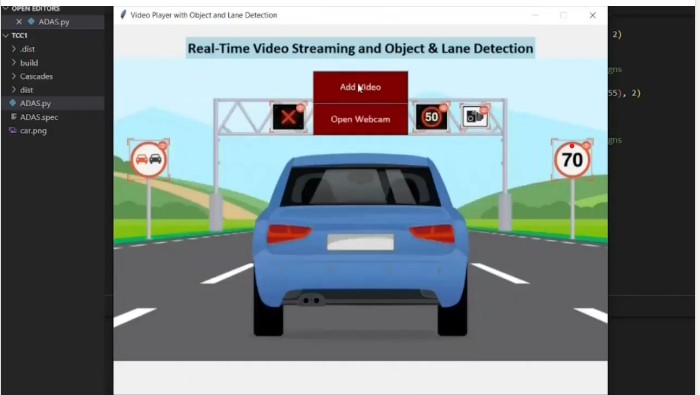 OPEN EDITORS
ADAS.py
TCC1
.dist
build
Cascades
dist
ADAS.py
ADAS.spec
car.png
Video Player with Object and Lane Detection
Real-Time Video Streaming and Object & Lane Detection
Add Video
Open Webcam
50
70
2)
gns
55), 2)
gns